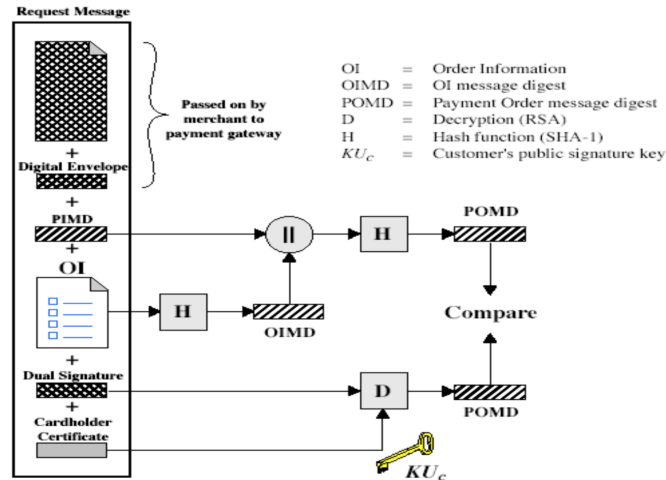 Request Message
Passed on by
merchant to
payment gateway
+
Digital Envelope
+
PIMD
+
OI
+
Dual Signature
+
Cardholder
Certificate
OI = Order Information
OIMD = OI message digest
POMD = Payment Order message digest
D = Decryption (RSA)
H = Hash function (SHA-1)
KUc = Customer's public signature key
||
H
POMD
H
OIMD
Compare
D
POMD
KUc